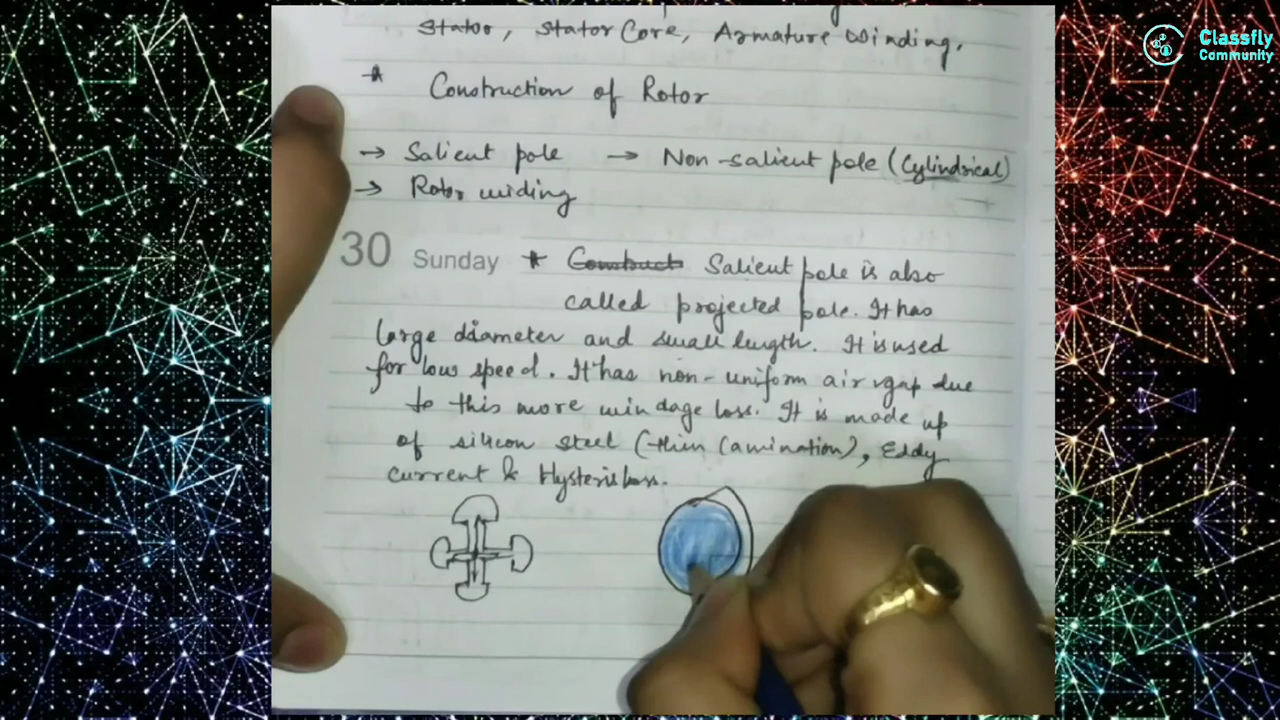 Stator, Stator Core, Armature winding.
* Construction of Rotor
→ Salient pole → Non-salient pole (Cylindrical)
→ Rotor widing
30 Sunday * Construct Salient pole is also
called projected pole. It has
large diameter and small length. It is used
for low speed. It has non-uniform air gap due
to this more windage loss. It is made up
of silicon steel (thin lamination), Eddy
current & Hysteris loss.
Classfly
Community